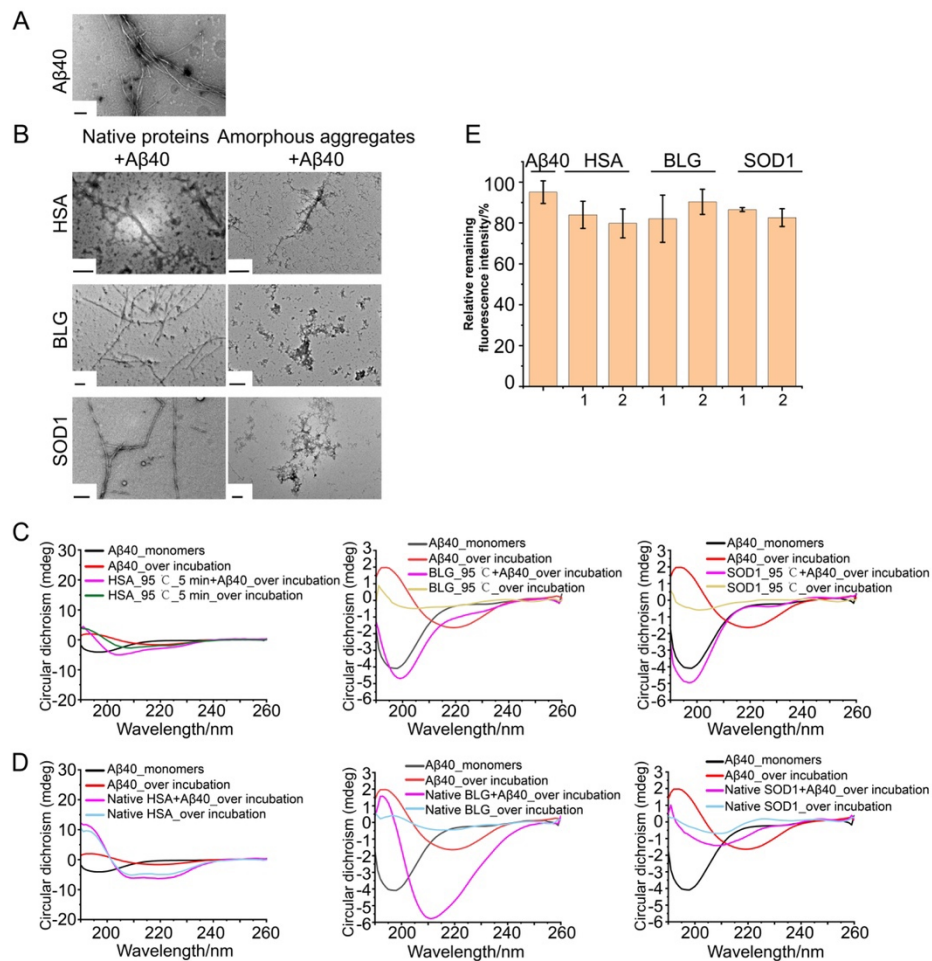 A
Aβ40
B
Native proteins
+Aβ40
Amorphous aggregates
+Aβ40
HSA
BLG
SOD1
E
Aβ40 HSA BLG SOD1
Relative remaining
fluorescence intensity/%
100
80
60
40
20
0
1 2 1 2 1 2
C
Circular dichroism (mdeg)
30
20
10
0
-10
-20
Aβ40_monomers
Aβ40_over incubation
HSA_95 ℃_5 min+Aβ40_over incubation
HSA_95 ℃_5 min_over incubation
200 220 240 260
Wavelength/nm
Circular dichroism (mdeg)
4
3
2
1
0
-1
-2
-3
-4
-5
-6
Aβ40_monomers
Aβ40_over incubation
BLG_95 ℃+Aβ40_over incubation
BLG_95 ℃_over incubation
200 220 240 260
Wavelength/nm
Circular dichroism (mdeg)
4
3
2
1
0
-1
-2
-3
-4
-5
-6
Aβ40_monomers
Aβ40_over incubation
SOD1_95 ℃+Aβ40_over incubation
SOD1_95 ℃_over incubation
200 220 240 260
Wavelength/nm
D
Circular dichroism (mdeg)
30
20
10
0
-10
-20
Aβ40_monomers
Aβ40_over incubation
Native HSA+Aβ40_over incubation
Native HSA_over incubation
200 220 240 260
Wavelength/nm
Circular dichroism (mdeg)
4
3
2
1
0
-1
-2
-3
-4
-5
-6
Aβ40_monomers
Aβ40_over incubation
Native BLG+Aβ40_over incubation
Native BLG_over incubation
200 220 240 260
Wavelength/nm
Circular dichroism (mdeg)
4
3
2
1
0
-1
-2
-3
-4
-5
-6
Aβ40_monomers
Aβ40_over incubation
Native SOD1+Aβ40_over incubation
Native SOD1_over incubation
200 220 240 260
Wavelength/nm